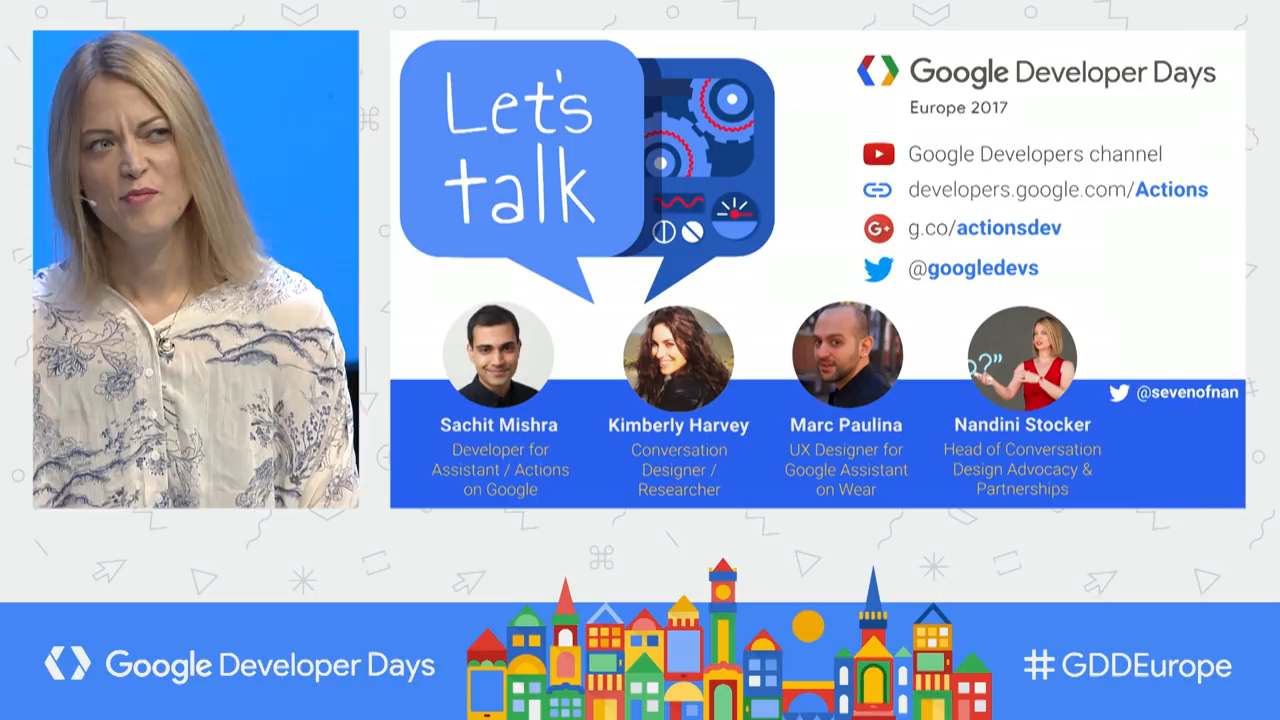 Let's
talk
Google Developer Days
Europe 2017
Google Developers channel
developers.google.com/Actions
G+ g.co/actionsdev
@googledevs
?”
@sevenofnan
Sachit Mishra
Developer for
Assistant / Actions
on Google
Kimberly Harvey
Conversation
Designer /
Researcher
Marc Paulina
UX Designer for
Google Assistant
on Wear
Nandini Stocker
Head of Conversation
Design Advocacy &
Partnerships
Google Developer Days
#GDDEurope